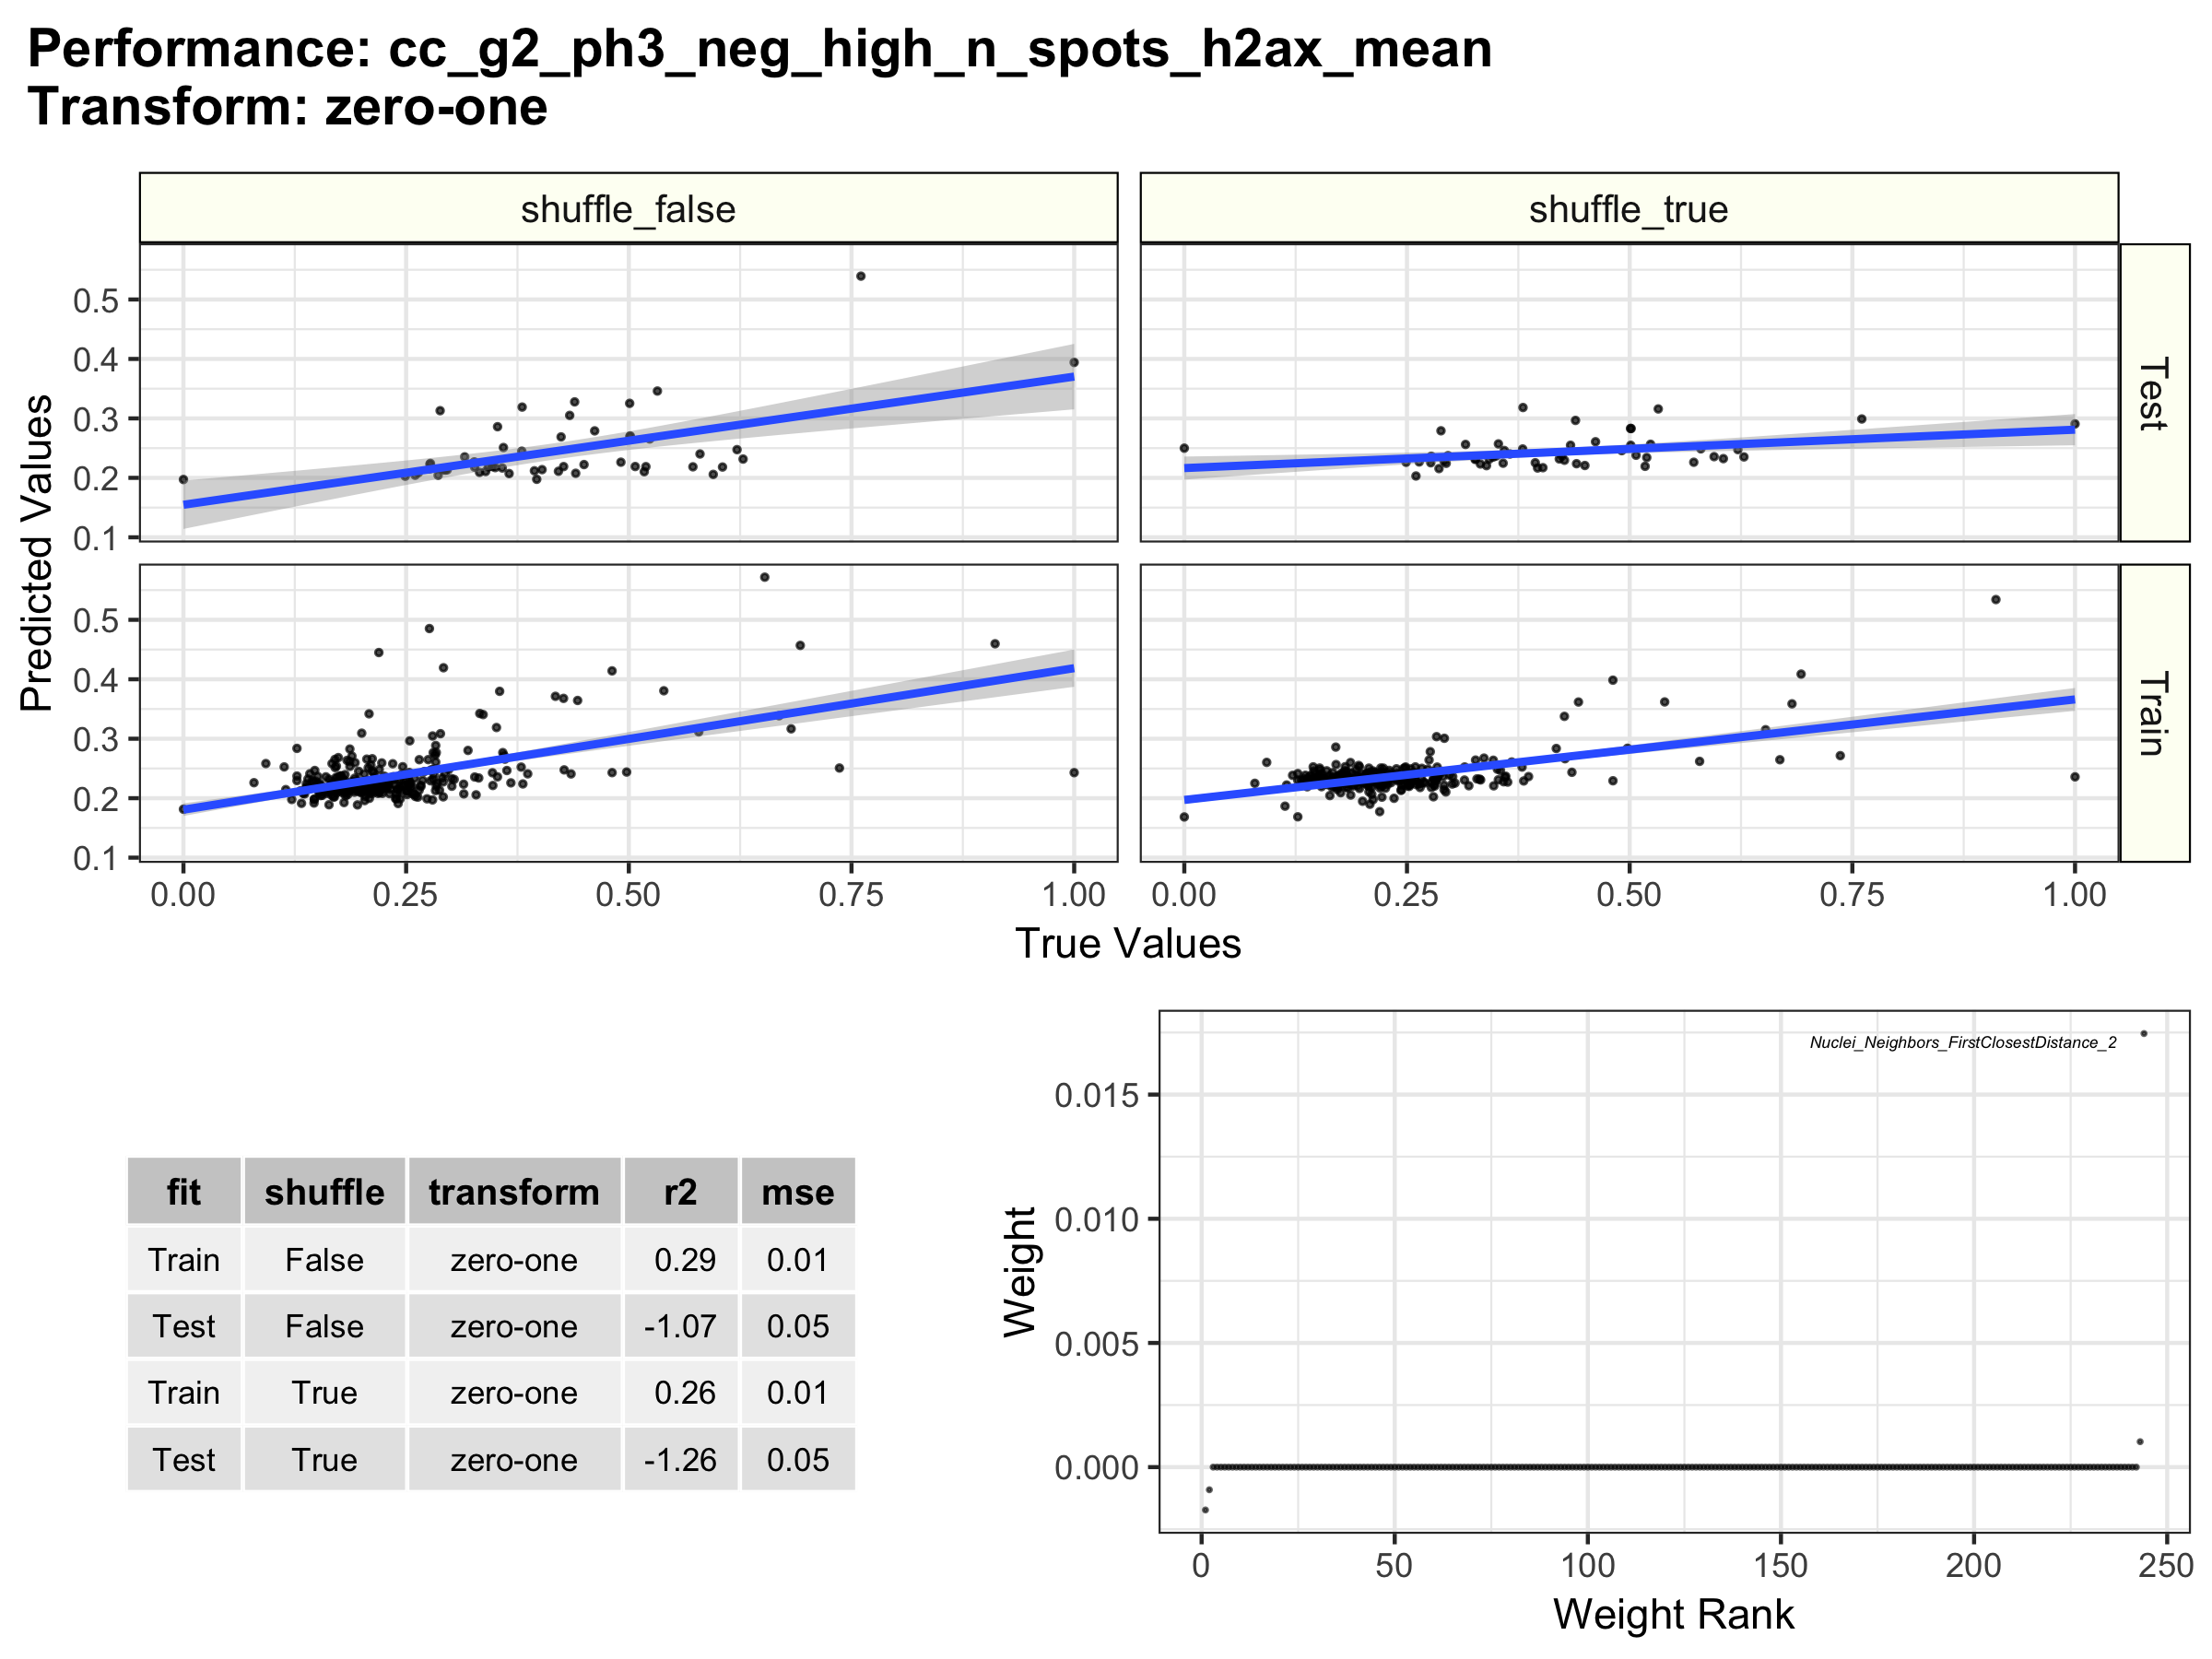 Performance: cc_g2_ph3_neg_high_n_spots_h2ax_mean
Transform: zero-one
shuffle_false
shuffle_true
Predicted Values
0.5
0.4
0.3
0.2
0.1
Test
0.5
0.4
0.3
0.2
0.1
Train
0.00 0.25 0.50 0.75 1.00
0.00 0.25 0.50 0.75 1.00
True Values
fit shuffle transform r2 mse
Train False zero-one 0.29 0.01
Test False zero-one -1.07 0.05
Train True zero-one 0.26 0.01
Test True zero-one -1.26 0.05
Nuclei_Neighbors_FirstClosestDistance_2
Weight
0.015
0.010
0.005
0.000
0 50 100 150 200 250
Weight Rank